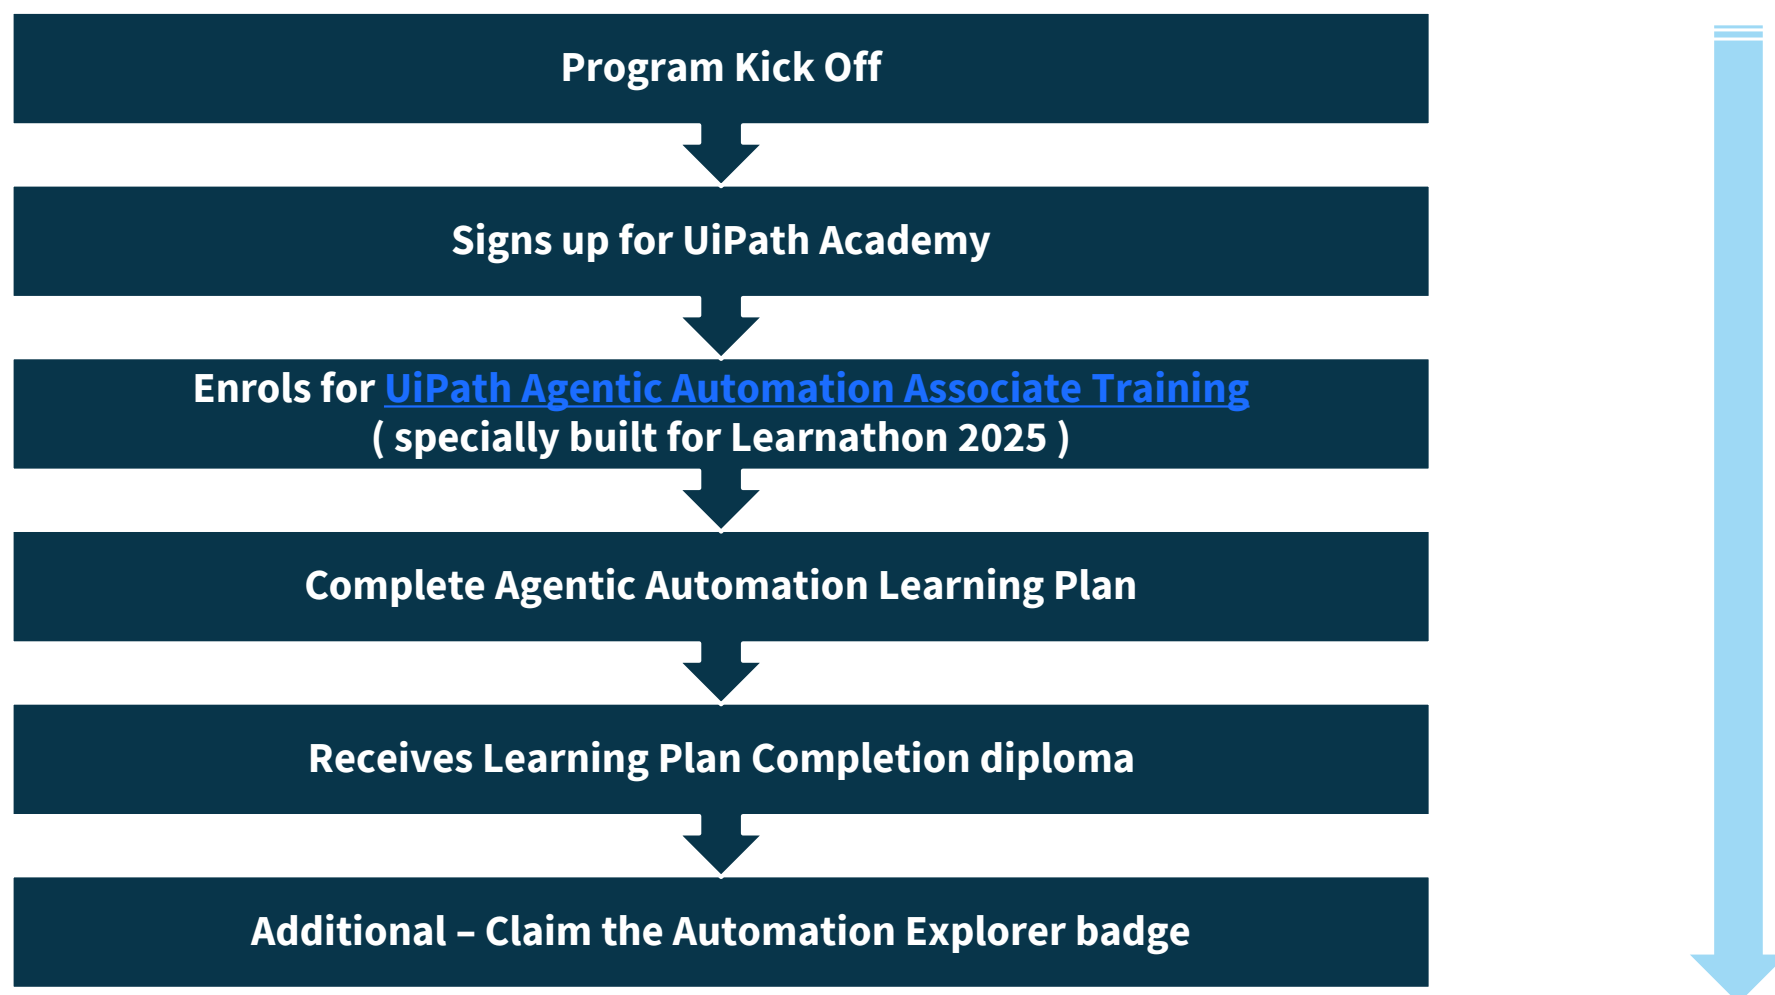 Program Kick Off
Signs up for UiPath Academy
Enrols for UiPath Agentic Automation Associate Training
( specially built for Learnathon 2025 )
Complete Agentic Automation Learning Plan
Receives Learning Plan Completion diploma
Additional – Claim the Automation Explorer badge